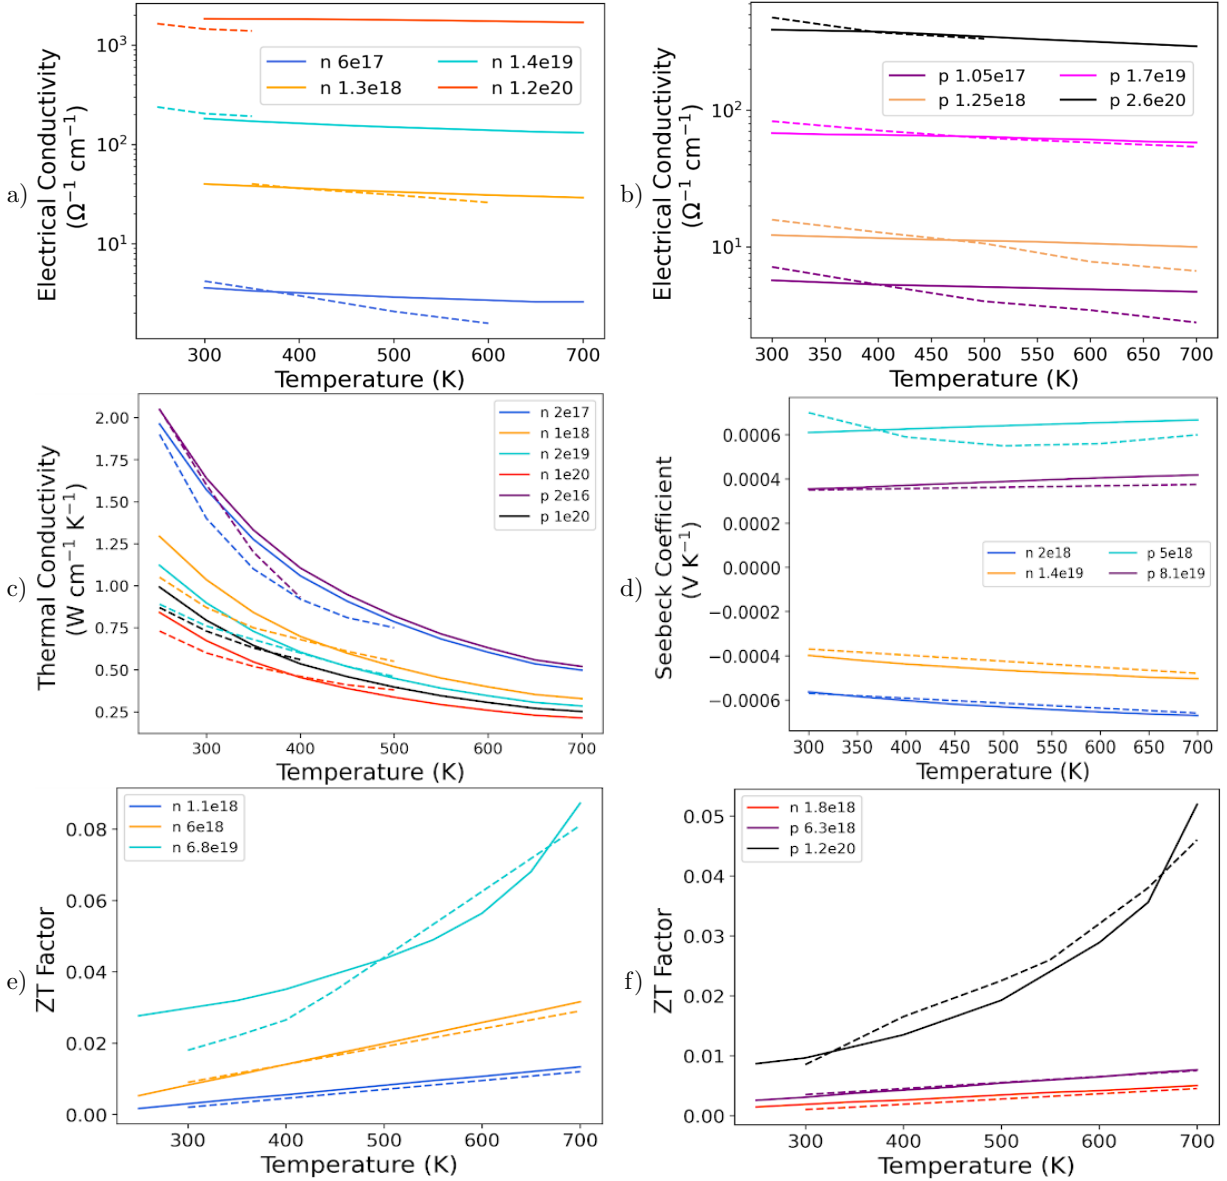 a)
Electrical Conductivity
(Ω⁻¹ cm⁻¹)
10³
10²
10¹
n 6e17
n 1.3e18
n 1.4e19
n 1.2e20
300 400 500 600 700
Temperature (K)
b)
Electrical Conductivity
(Ω⁻¹ cm⁻¹)
10²
10¹
p 1.05e17
p 1.25e18
p 1.7e19
p 2.6e20
300 350 400 450 500 550 600 650 700
Temperature (K)
c)
Thermal Conductivity
(W cm⁻¹ K⁻¹)
2.00
1.75
1.50
1.25
1.00
0.75
0.50
0.25
n 2e17
n 1e18
n 2e19
n 1e20
p 2e16
p 1e20
300 400 500 600 700
Temperature (K)
d)
Seebeck Coefficient
(V K⁻¹)
0.0006
0.0004
0.0002
0.0000
−0.0002
−0.0004
−0.0006
n 2e18
n 1.4e19
p 5e18
p 8.1e19
300 350 400 450 500 550 600 650 700
Temperature (K)
e)
ZT Factor
0.08
0.06
0.04
0.02
0.00
n 1.1e18
n 6e18
n 6.8e19
300 400 500 600 700
Temperature (K)
f)
ZT Factor
0.05
0.04
0.03
0.02
0.01
0.00
n 1.8e18
p 6.3e18
p 1.2e20
300 400 500 600 700
Temperature (K)